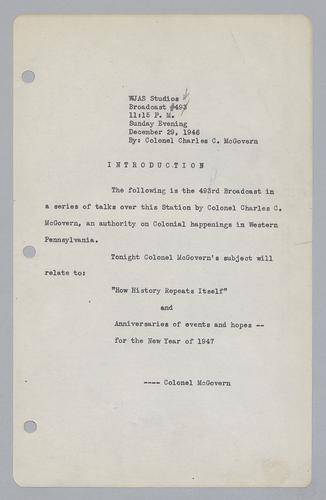 WJAS Studios
Broadcast #493
11:15 P. M.
Sunday Evening
December 29, 1946
By: Colonel Charles C. McGovern
I N T R O D U C T I O N
The following is the 493rd Broadcast in
a series of talks over this Station by Colonel Charles C.
McGovern, an authority on Colonial happenings in Western
Pennsylvania.
Tonight Colonel McGovern's subject will
relate to:
"How History Repeats Itself"
and
Anniversaries of events and hopes --
for the New Year of 1947
---- Colonel McGovern